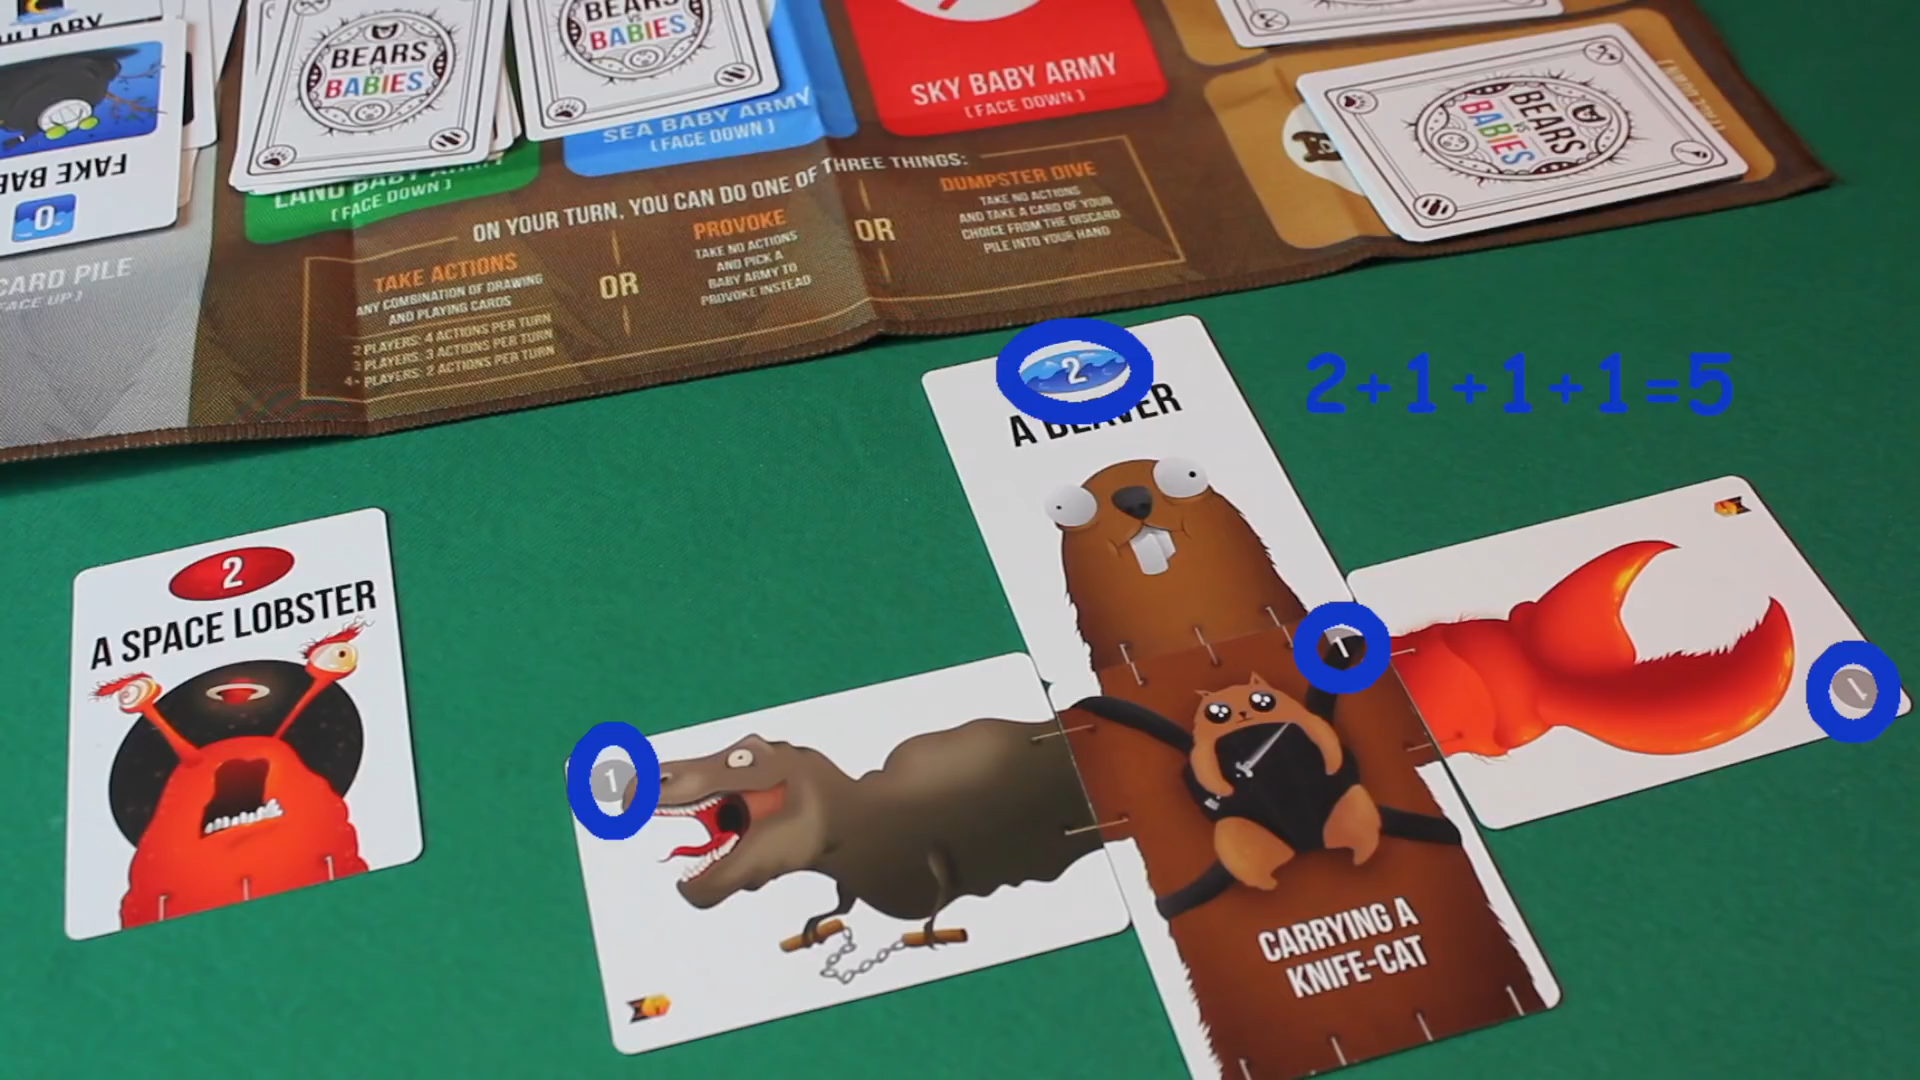 BEARS
VS
BABIES
BEARS
VS
BABIES
SKY BABY ARMY
(FACE DOWN)
SEA BABY ARMY
(FACE DOWN)
LAND BABY ARMY
(FACE DOWN)
BEARS
VS
BABIES
FAKE
0
CARD PILE
ON YOUR TURN, YOU CAN DO ONE OF THREE THINGS:
TAKE ACTIONS
ANY COMBINATION OF DRAWING
AND PLAYING CARDS
2 PLAYERS: 4 ACTIONS PER TURN
3 PLAYERS: 3 ACTIONS PER TURN
4+ PLAYERS: 2 ACTIONS PER TURN
OR
PROVOKE
TAKE NO ACTIONS
AND PICK A
BABY ARMY TO
PROVOKE INSTEAD
OR
DUMPSTER DIVE
TAKE NO ACTIONS
AND TAKE A CARD OF YOUR
CHOICE FROM THE DISCARD
PILE INTO YOUR HAND
2
A BEAVER
2+1+1+1=5
2
A SPACE LOBSTER
1
1
1
CARRYING A
KNIFE-CAT